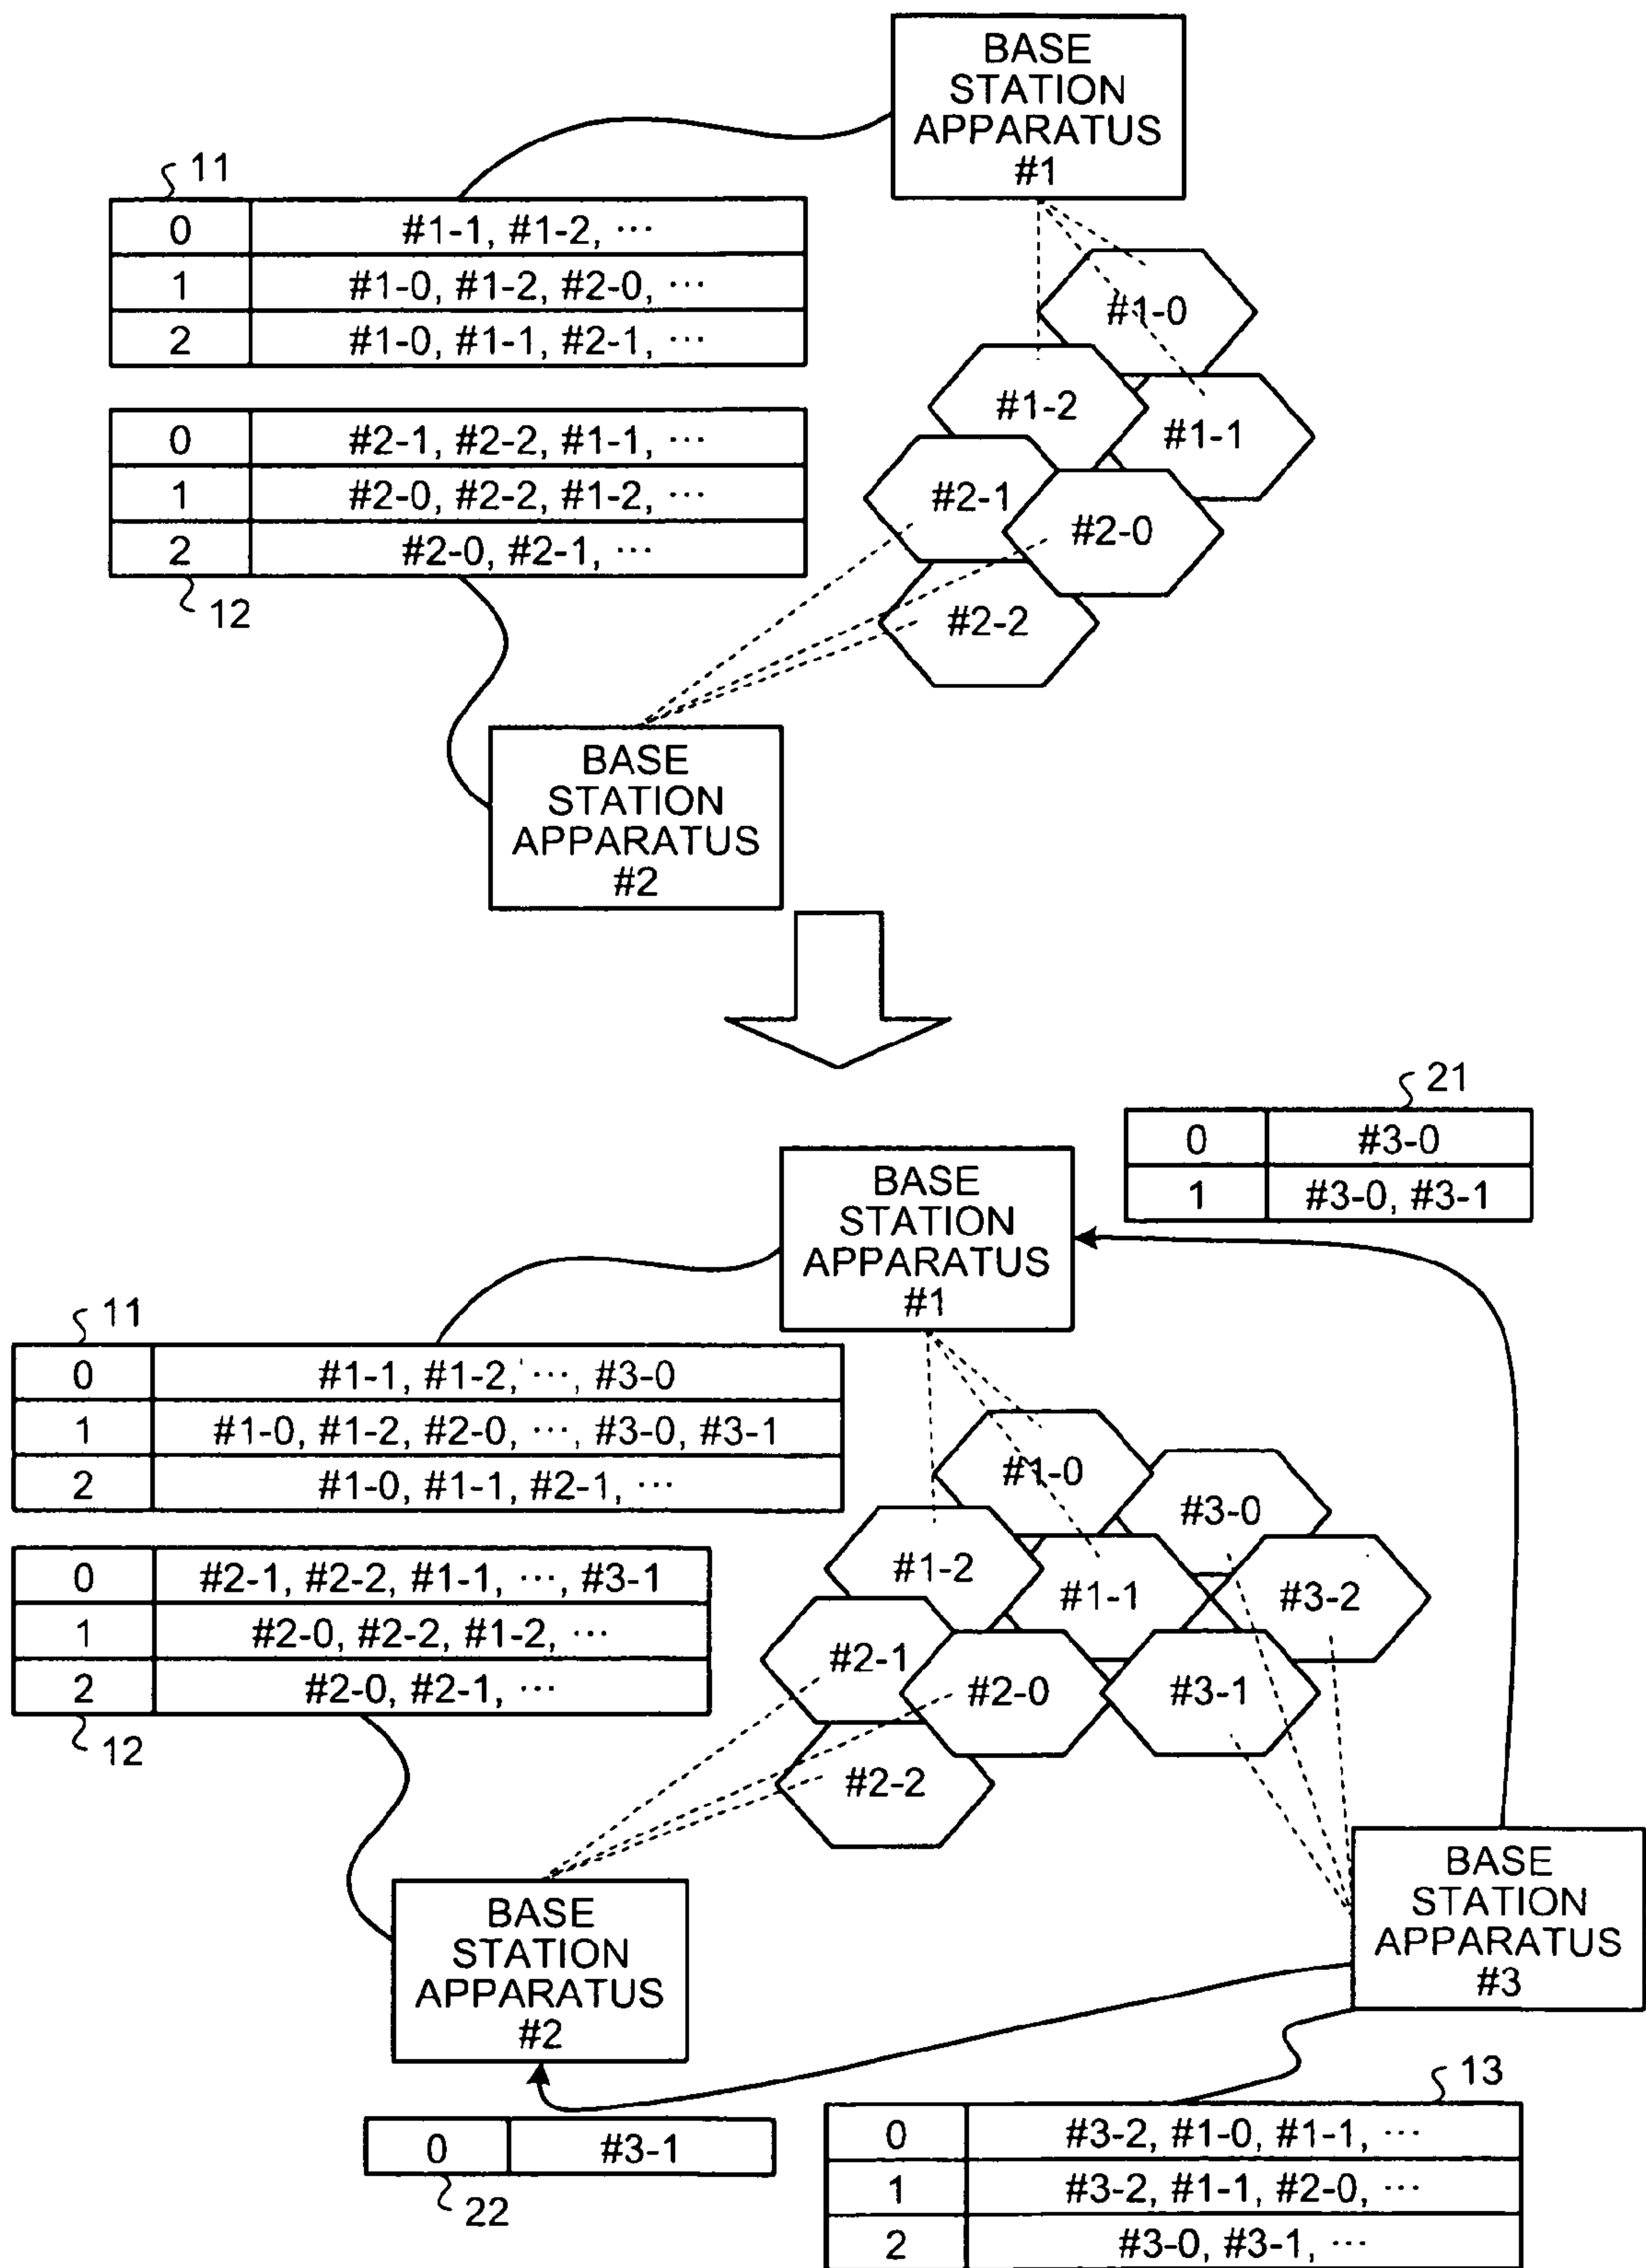 BASE
STATION
APPARATUS
#1
11
0 #1-1, #1-2, ···
1 #1-0, #1-2, #2-0, ···
2 #1-0, #1-1, #2-1, ···
0 #2-1, #2-2, #1-1, ···
1 #2-0, #2-2, #1-2, ···
2 #2-0, #2-1, ···
12
#1-0
#1-2
#1-1
#2-1
#2-0
#2-2
BASE
STATION
APPARATUS
#2
21
0 #3-0
1 #3-0, #3-1
BASE
STATION
APPARATUS
#1
11
0 #1-1, #1-2, ···, #3-0
1 #1-0, #1-2, #2-0, ···, #3-0, #3-1
2 #1-0, #1-1, #2-1, ···
0 #2-1, #2-2, #1-1, ···, #3-1
1 #2-0, #2-2, #1-2, ···
2 #2-0, #2-1, ···
12
#1-0
#3-0
#1-2
#1-1
#3-2
#2-1
#2-0
#3-1
#2-2
BASE
STATION
APPARATUS
#2
BASE
STATION
APPARATUS
#3
0 #3-1
22
13
0 #3-2, #1-0, #1-1, ···
1 #3-2, #1-1, #2-0, ···
2 #3-0, #3-1, ···